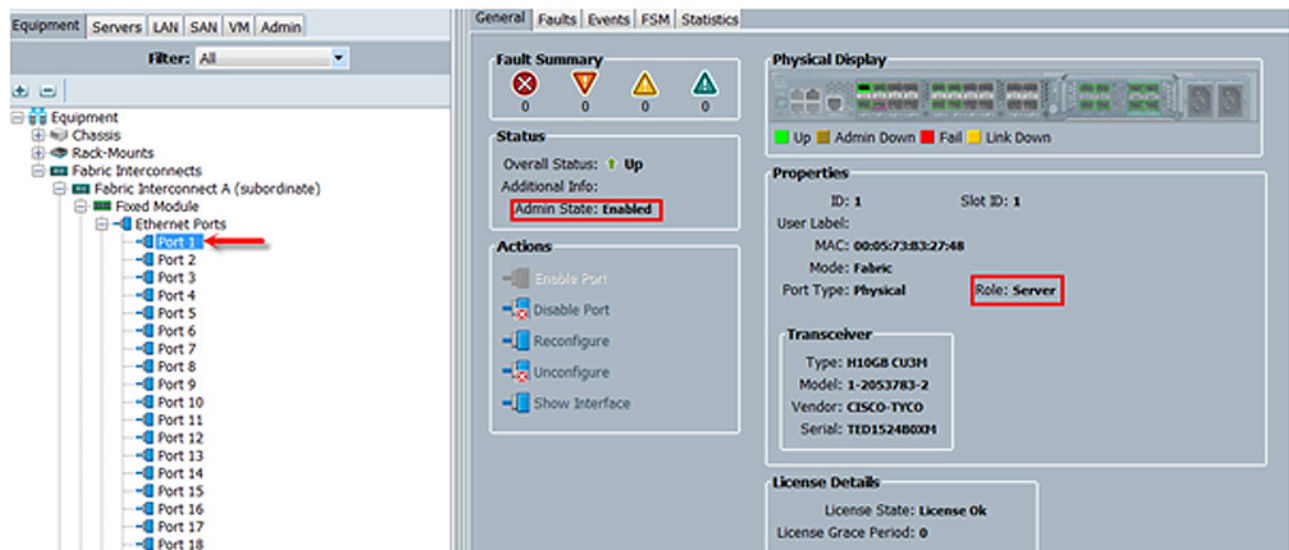 Equipment Servers LAN SAN VM Admin
Filter: All
Equipment
Chassis
Rack-Mounts
Fabric Interconnects
Fabric Interconnect A (subordinate)
Fixed Module
Ethernet Ports
Port 1
Port 2
Port 3
Port 4
Port 5
Port 6
Port 7
Port 8
Port 9
Port 10
Port 11
Port 12
Port 13
Port 14
Port 15
Port 16
Port 17
Port 18
General Faults Events FSM Statistics
Fault Summary
0 0 0 0
Status
Overall Status: Up
Additional Info:
Admin State: Enabled
Actions
Enable Port
Disable Port
Reconfigure
Unconfigure
Show Interface
Physical Display
Up Admin Down Fail Link Down
Properties
ID: 1 Slot ID: 1
User Label:
MAC: 00:05:73:83:27:48
Mode: Fabric
Port Type: Physical Role: Server
Transceiver
Type: H10GB CU3M
Model: 1-2053783-2
Vendor: CISCO-TYCO
Serial: TED152480XM
License Details
License State: License Ok
License Grace Period: 0